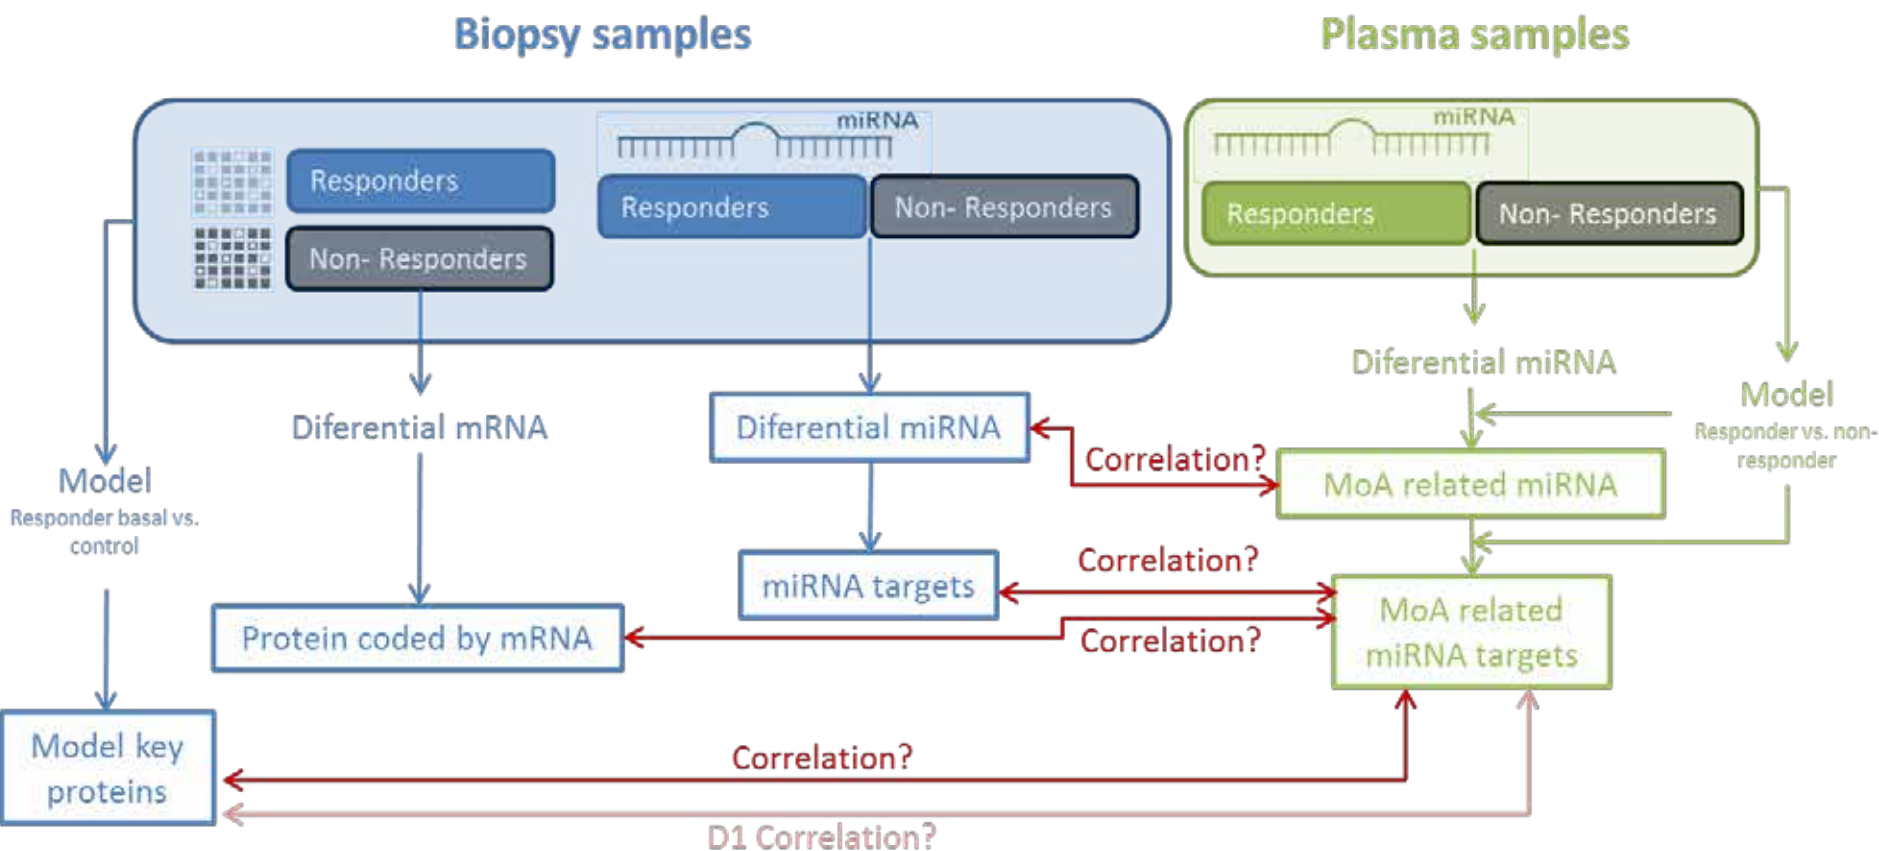 Biopsy samples
Plasma samples
miRNA
miRNA
Responders
Responders
Non- Responders
Responders
Non- Responders
Non- Responders
Diferential miRNA
Model
Responder vs. non-
responder
Diferential mRNA
Diferential miRNA
Correlation?
MoA related miRNA
Model
Responder basal vs.
control
Correlation?
miRNA targets
MoA related
miRNA targets
Protein coded by mRNA
Correlation?
Model key
proteins
Correlation?
D1 Correlation?